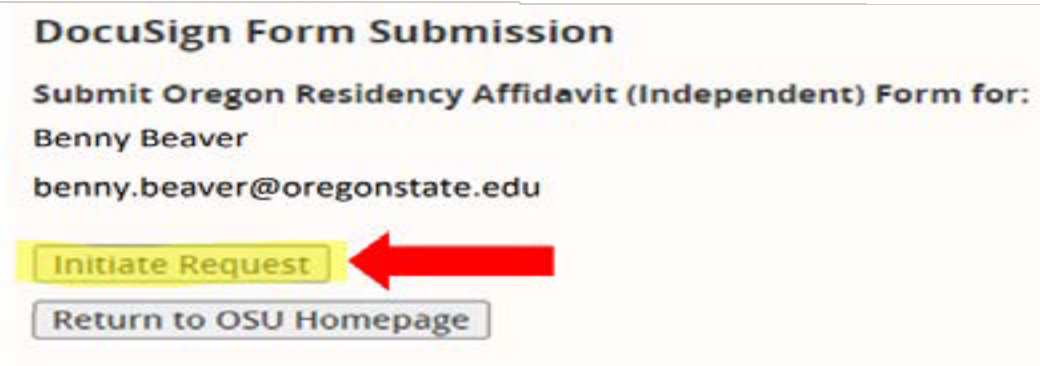 DocuSign Form Submission
Submit Oregon Residency Affidavit (Independent) Form for:
Benny Beaver
benny.beaver@oregonstate.edu
Initiate Request
Return to OSU Homepage